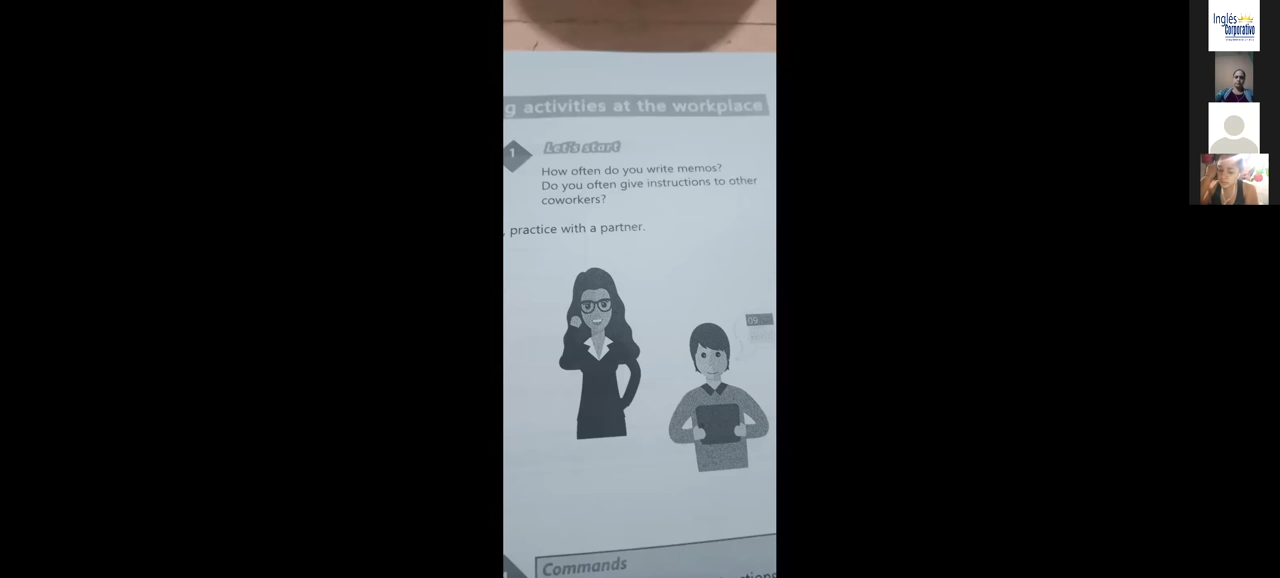 g activities at the workplace
1
Let's start
How often do you write memos?
Do you often give instructions to other
coworkers?
, practice with a partner.
09
Commands
Inglés
corporativo